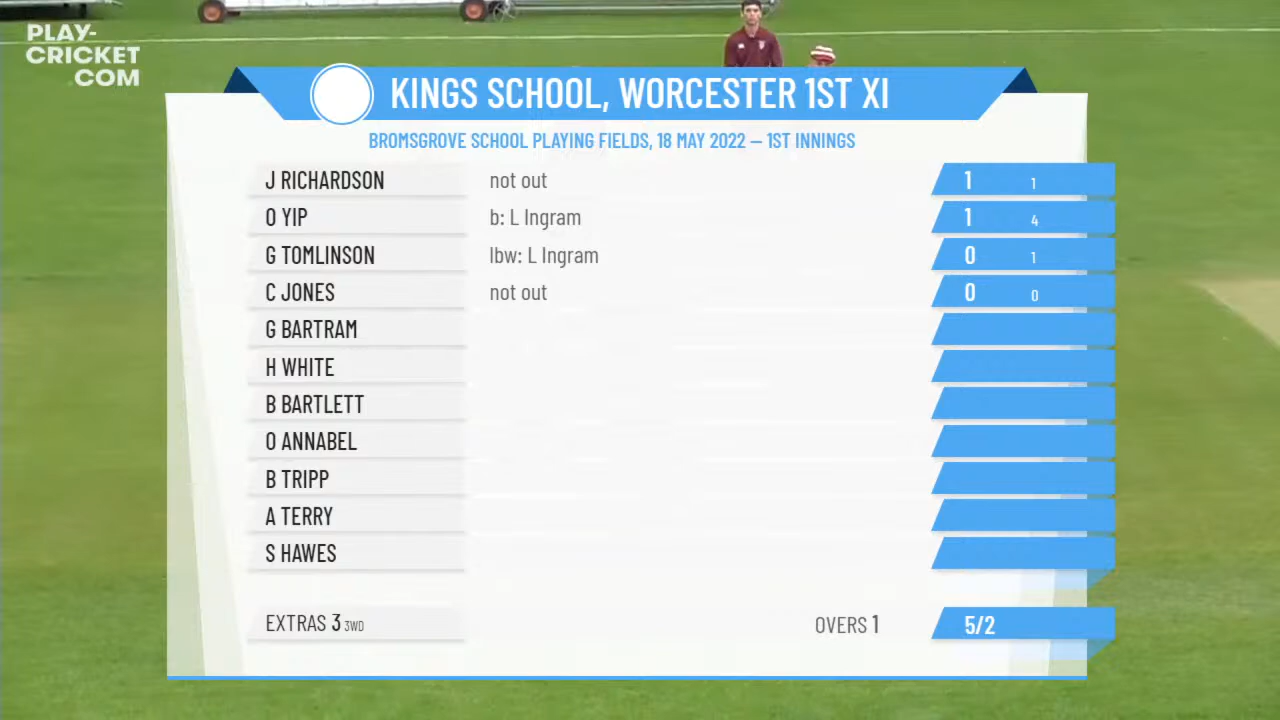 PLAY-
CRICKET
.COM
KINGS SCHOOL, WORCESTER 1ST XI
BROMSGROVE SCHOOL PLAYING FIELDS, 18 MAY 2022 – 1ST INNINGS
J RICHARDSON not out 1 1
O YIP b: L Ingram 1 4
G TOMLINSON lbw: L Ingram 0 1
C JONES not out 0 0
G BARTRAM
H WHITE
B BARTLETT
O ANNABEL
B TRIPP
A TERRY
S HAWES
EXTRAS 3 3WD OVERS 1 5/2